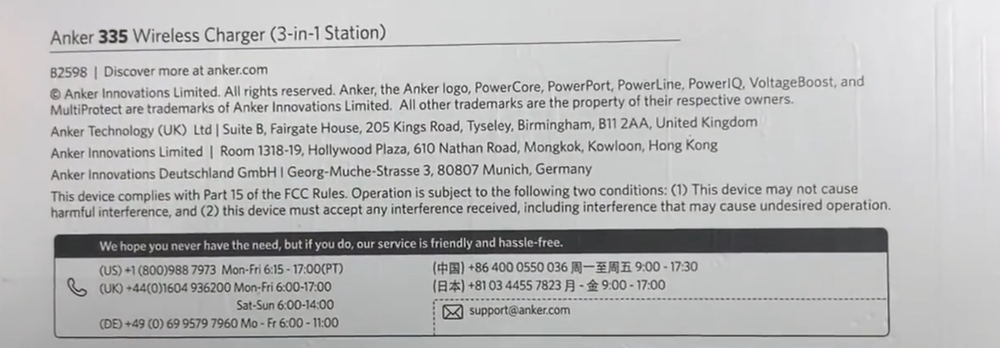 Anker 335 Wireless Charger (3-in-1 Station)
B2598 | Discover more at anker.com
© Anker Innovations Limited. All rights reserved. Anker, the Anker logo, PowerCore, PowerPort, PowerLine, PowerIQ, VoltageBoost, and
MultiProtect are trademarks of Anker Innovations Limited. All other trademarks are the property of their respective owners.
Anker Technology (UK) Ltd | Suite B, Fairgate House, 205 Kings Road, Tyseley, Birmingham, B11 2AA, United Kingdom
Anker Innovations Limited | Room 1318-19, Hollywood Plaza, 610 Nathan Road, Mongkok, Kowloon, Hong Kong
Anker Innovations Deutschland GmbH I Georg-Muche-Strasse 3, 80807 Munich, Germany
This device complies with Part 15 of the FCC Rules. Operation is subject to the following two conditions: (1) This device may not cause
harmful interference, and (2) this device must accept any interference received, including interference that may cause undesired operation.
We hope you never have the need, but if you do, our service is friendly and hassle-free.
(US) +1 (800)988 7973 Mon-Fri 6:15 - 17:00(PT)
(UK) +44(0)1604 936200 Mon-Fri 6:00-17:00
Sat-Sun 6:00-14:00
(DE) +49 (0) 69 9579 7960 Mo - Fr 6:00 - 11:00
(中国) +86 400 0550 036 周一至周五 9:00 - 17:30
(日本) +81 03 4455 7823 月 - 金 9:00 - 17:00
support@anker.com